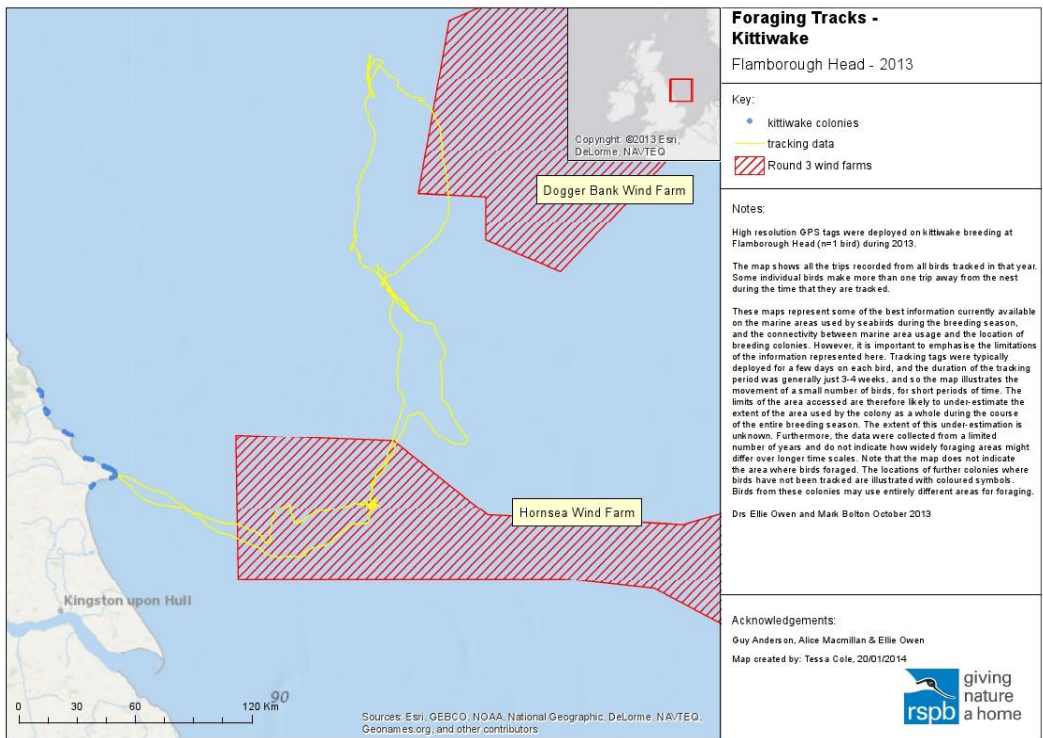 Foraging Tracks -
Kittiwake
Flamborough Head - 2013
Key:
kittiwake colonies
tracking data
Round 3 wind farms
Notes:
High resolution GPS tags were deployed on kittiwake breeding at
Flamborough Head (n=1 bird) during 2013.
The map shows all the trips recorded from all birds tracked in that year.
Some individual birds make more than one trip away from the nest
during the time that they are tracked.
These maps represent some of the best information currently available
on the marine areas used by seabirds during the breeding season,
and the connectivity between marine area usage and the location of
breeding colonies. However, it is important to emphasise the limitations
of the information represented here. Tracking tags were typically
deployed for a few days on each bird, and the duration of the tracking
period was generally just 3-4 weeks, and so the map illustrates the
movement of a small number of birds, for short periods of time. The
limits of the area accessed are therefore likely to under-estimate the
extent of the area used by the colony as a whole during the course
of the entire breeding season. The extent of this under-estimation is
unknown. Furthermore, the data were collected from a limited
number of years and do not indicate how widely foraging areas might
differ over longer time scales. Note that the map does not indicate
the area where birds foraged. The locations of further colonies where
birds have not been tracked are illustrated with coloured symbols.
Birds from these colonies may use entirely different areas for foraging.
Drs Ellie Owen and Mark Bolton October 2013
Acknowledgements:
Guy Anderson, Alice Macmillan & Ellie Owen
Map created by: Tessa Cole, 20/01/2014
rspb
giving
nature
a home
Copyright: ©2013 Esri,
DeLorme, NAVTEQ
Dogger Bank Wind Farm
Hornsea Wind Farm
Kingston upon Hull
90
0 30 60 120 Km
Sources: Esri, GEBCO, NOAA, National Geographic, DeLorme, NAVTEQ,
Geonames.org, and other contributors